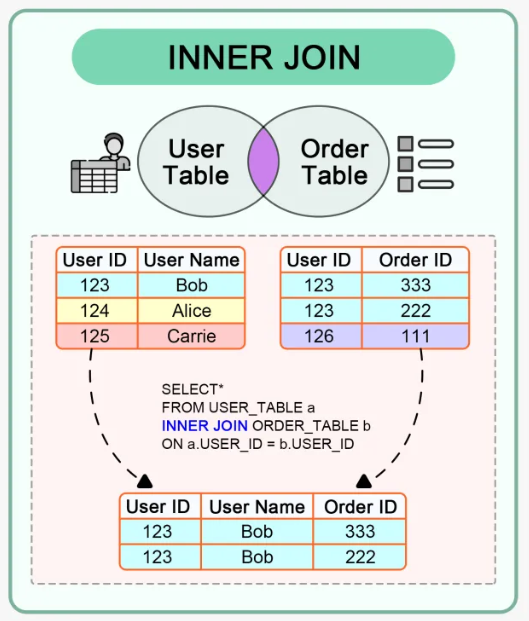 INNER JOIN
User Table
Order Table
User ID User Name
123 Bob
124 Alice
125 Carrie
User ID Order ID
123 333
123 222
126 111
SELECT*
FROM USER_TABLE a
INNER JOIN ORDER_TABLE b
ON a.USER_ID = b.USER_ID
User ID User Name Order ID
123 Bob 333
123 Bob 222